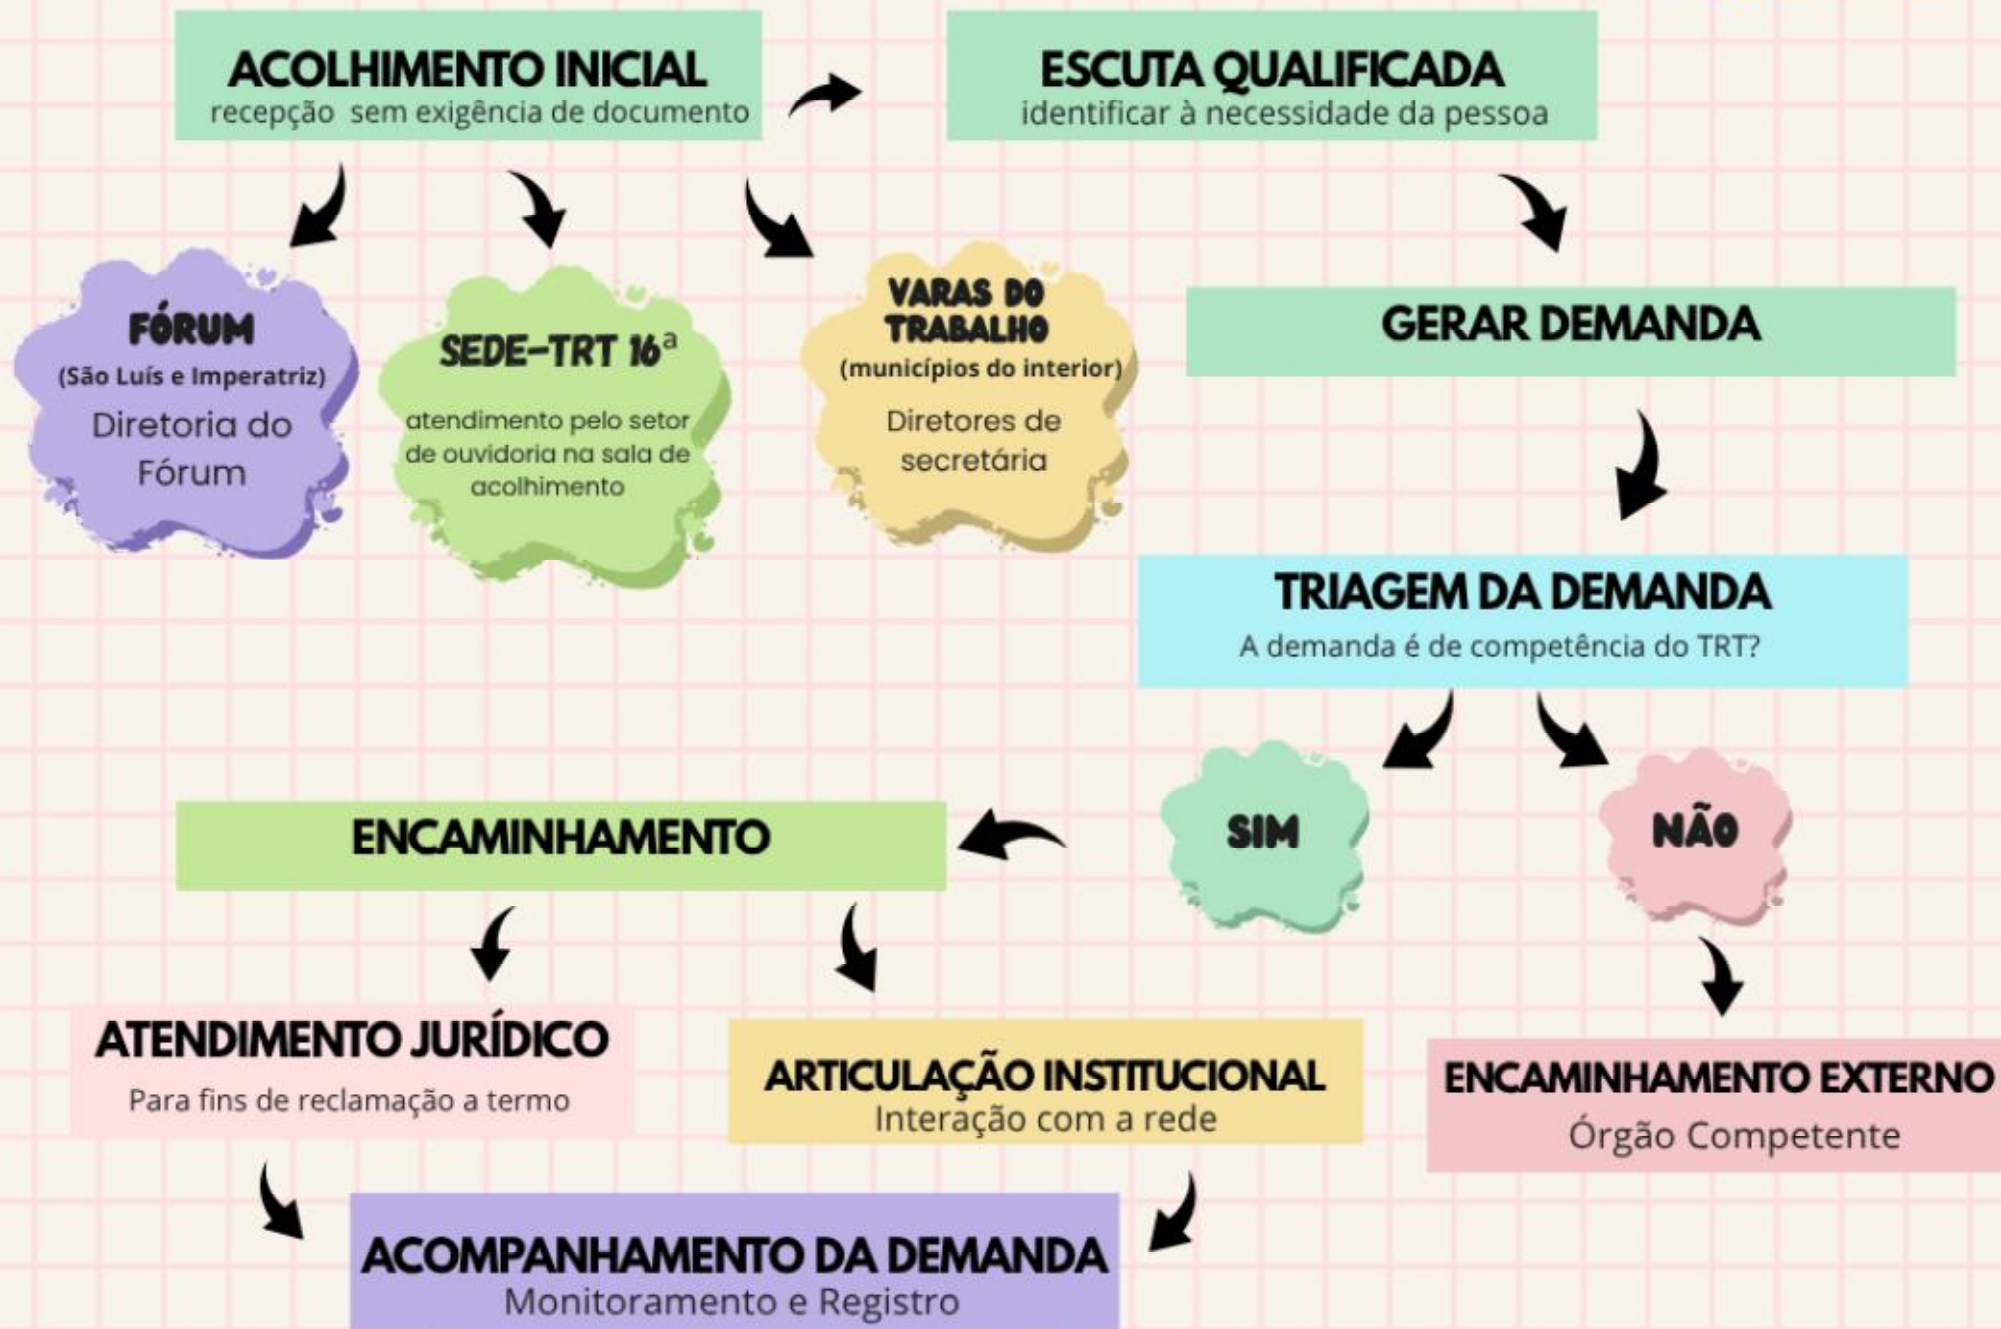 ACOLHIMENTO INICIAL
recepção sem exigência de documento
ESCUTA QUALIFICADA
identificar à necessidade da pessoa
FÓRUM
(São Luís e Imperatriz)
Diretoria do
Fórum
SEDE-TRT 16ª
atendimento pelo setor
de ouvidoria na sala de
acolhimento
VARAS DO
TRABALHO
(municípios do interior)
Diretores de
secretária
GERAR DEMANDA
TRIAGEM DA DEMANDA
A demanda é de competência do TRT?
SIM
NÃO
ENCAMINHAMENTO
ATENDIMENTO JURÍDICO
Para fins de reclamação a termo
ARTICULAÇÃO INSTITUCIONAL
Interação com a rede
ENCAMINHAMENTO EXTERNO
Órgão Competente
ACOMPANHAMENTO DA DEMANDA
Monitoramento e Registro